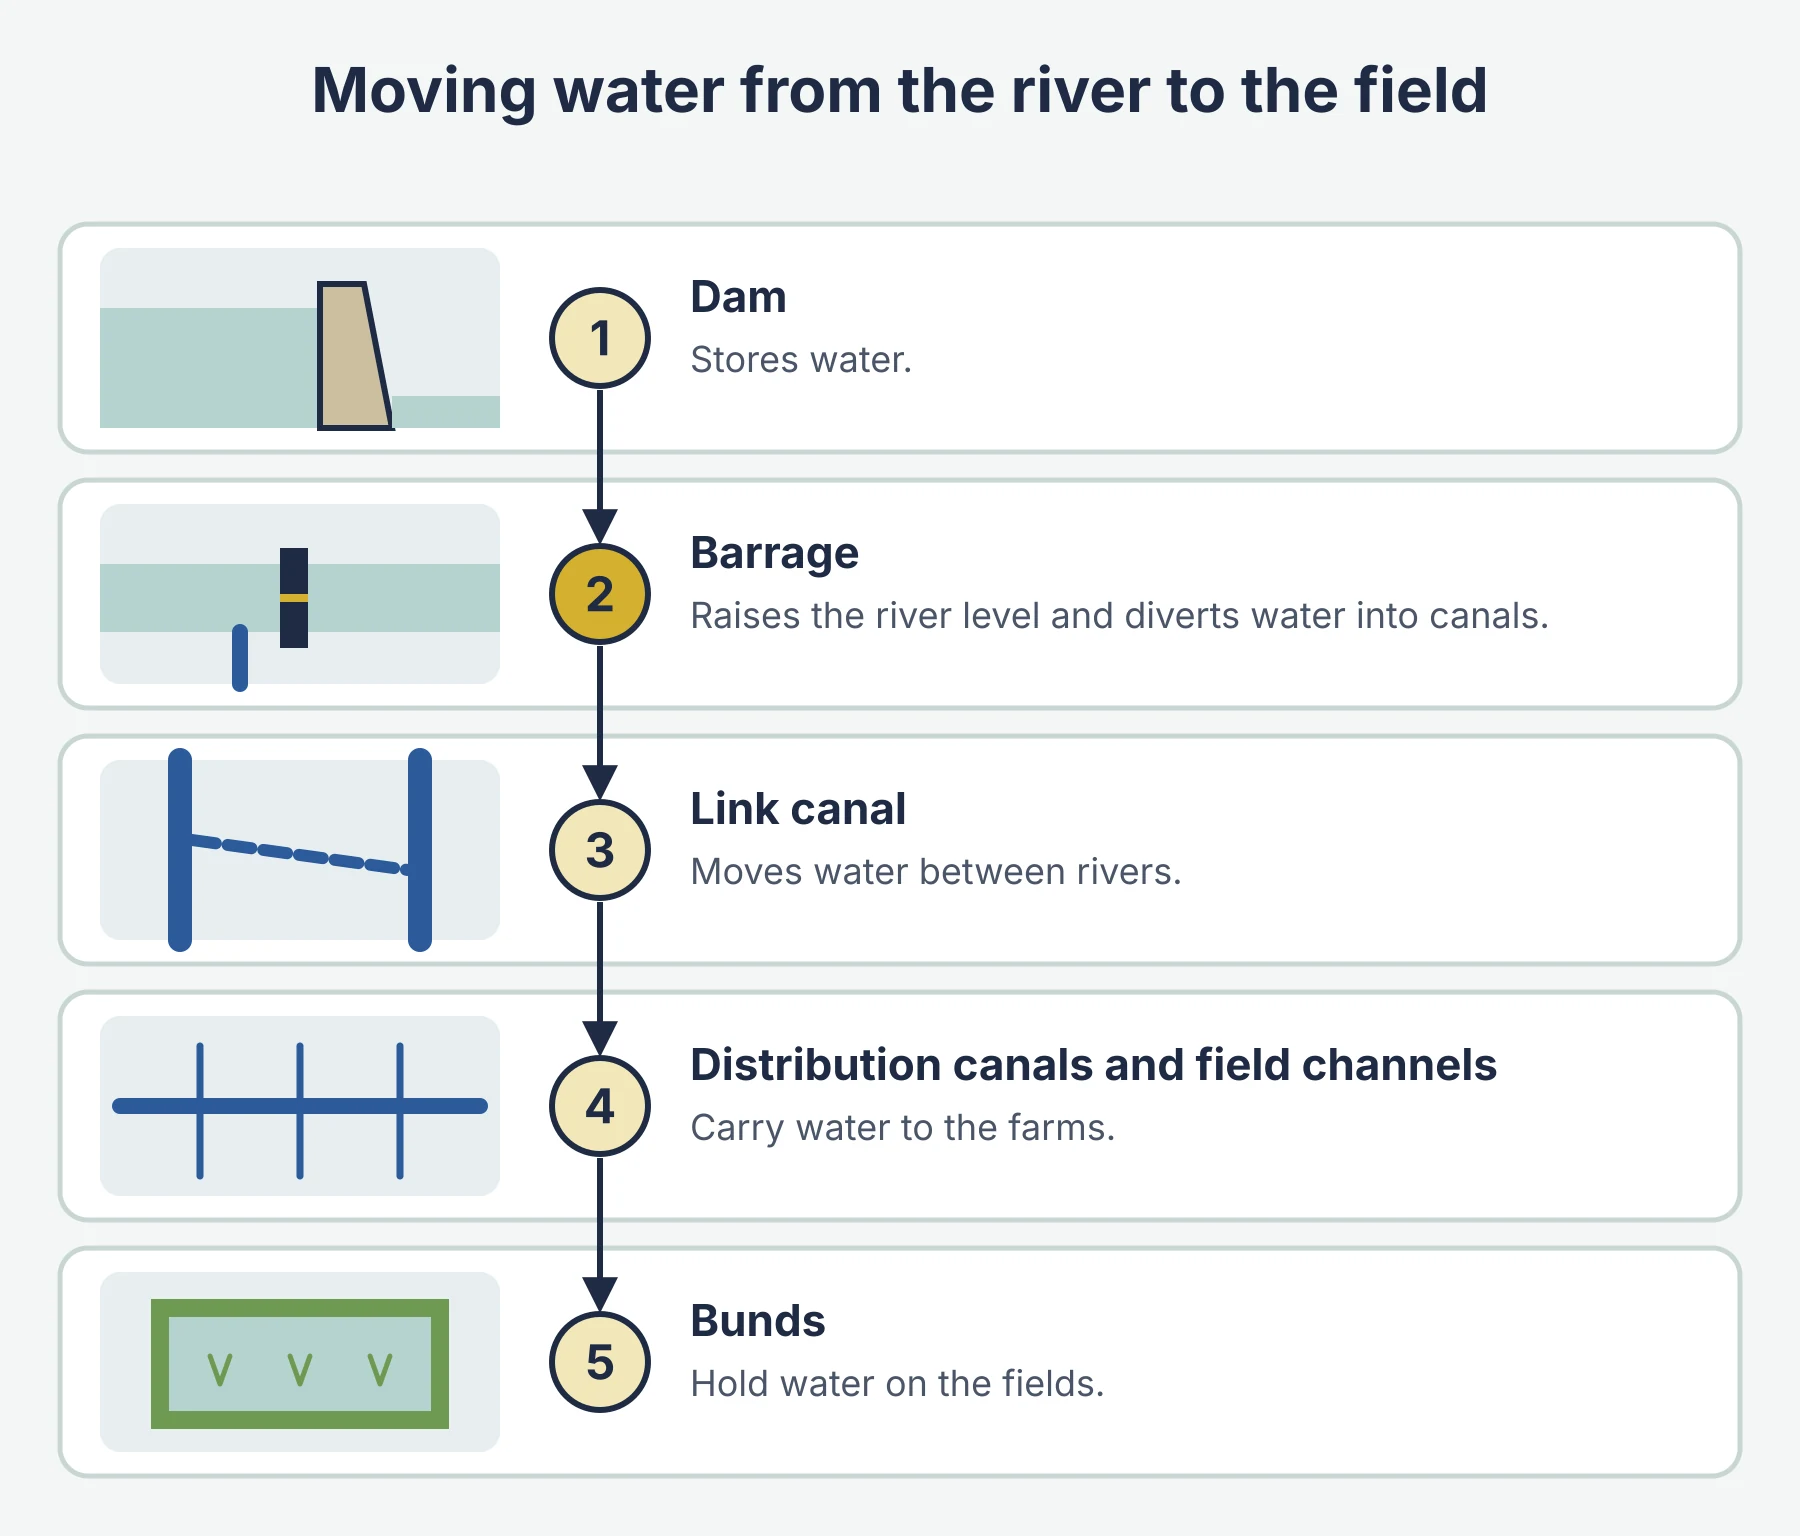 Moving water from the river to the field
1
Dam
Stores water.
2
Barrage
Raises the river level and diverts water into canals.
3
Link canal
Moves water between rivers.
4
Distribution canals and field channels
Carry water to the farms.
5
Bunds
Hold water on the fields.